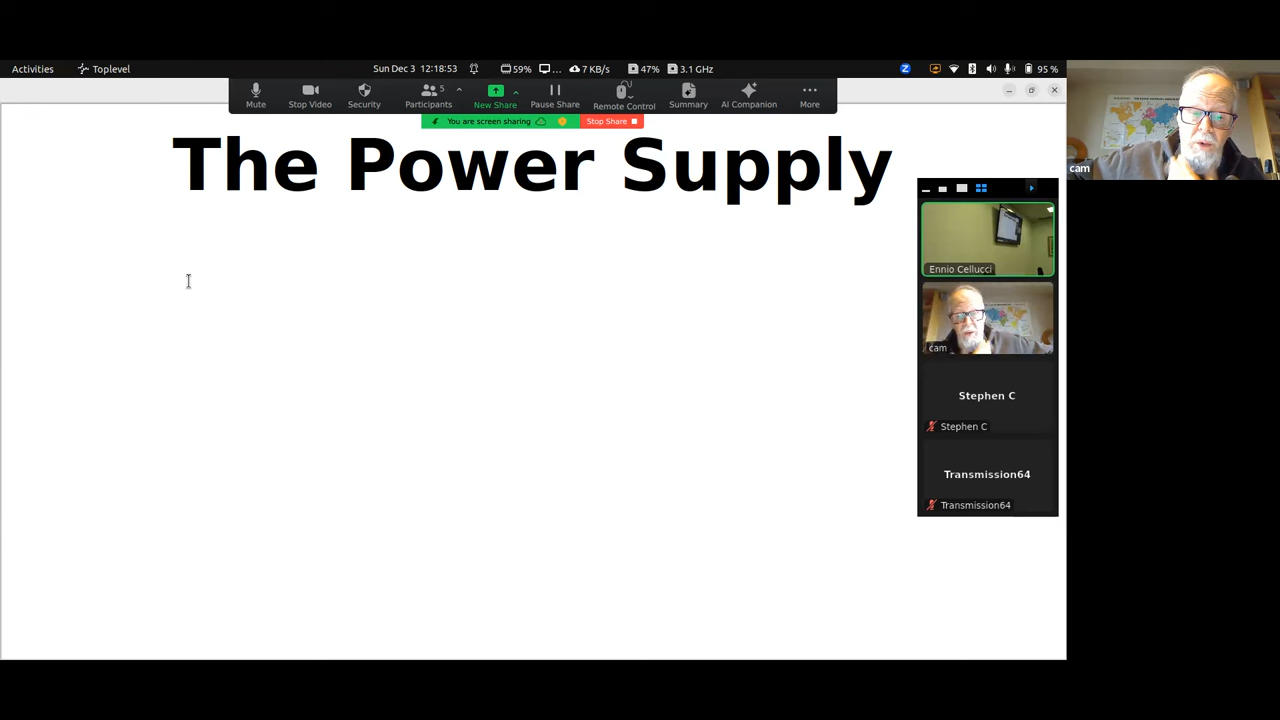 Activities
Toplevel
Sun Dec 3 12:18:53
59%
...
7 KB/s
47%
3.1 GHz
95 %
Mute
Stop Video
Security
5
Participants
New Share
Pause Share
Remote Control
Summary
AI Companion
More
You are screen sharing
Stop Share
The Power Supply
Ennio Cellucci
cam
Stephen C
Stephen C
Transmission64
Transmission64
cam